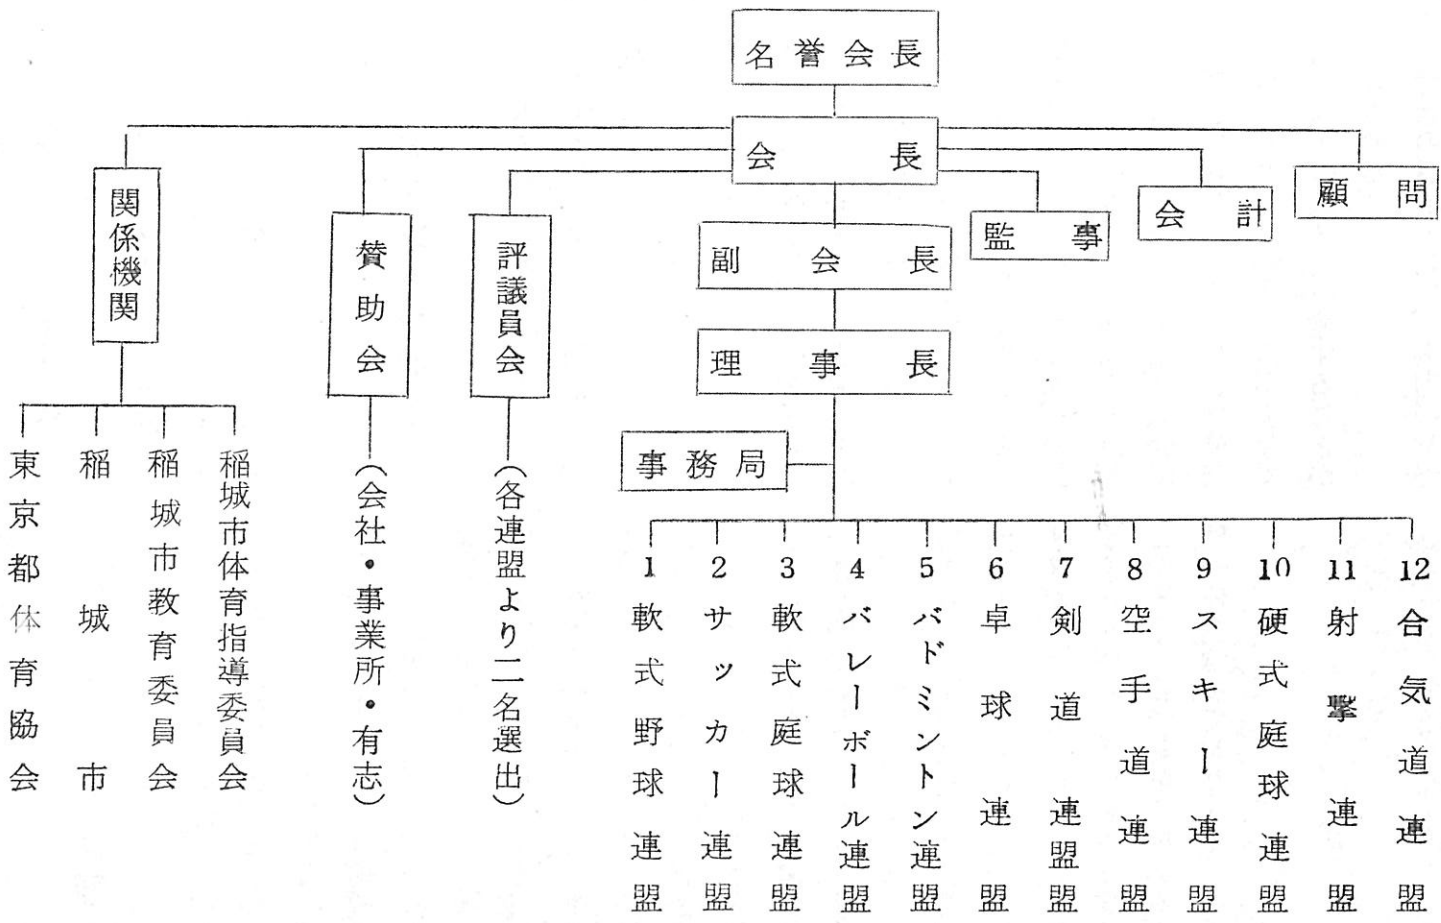 名誉会長
会長
関係機関
賛助会
評議員会
副会長
監事
会計
顧問
理事長
事務局
東京都体育協会
稲城市
稲城市教育委員会
稲城市体育指導委員会
(会社・事業所・有志)
(各連盟より二名選出)
1 軟式野球連盟
2 サッカー連盟
3 軟式庭球連盟
4 バレーボール連盟
5 バドミントン連盟
6 卓球連盟
7 剣道連盟盟
8 空手道連盟
9 スキー連盟
10 硬式庭球連盟
11 射撃連盟
12 合気道連盟